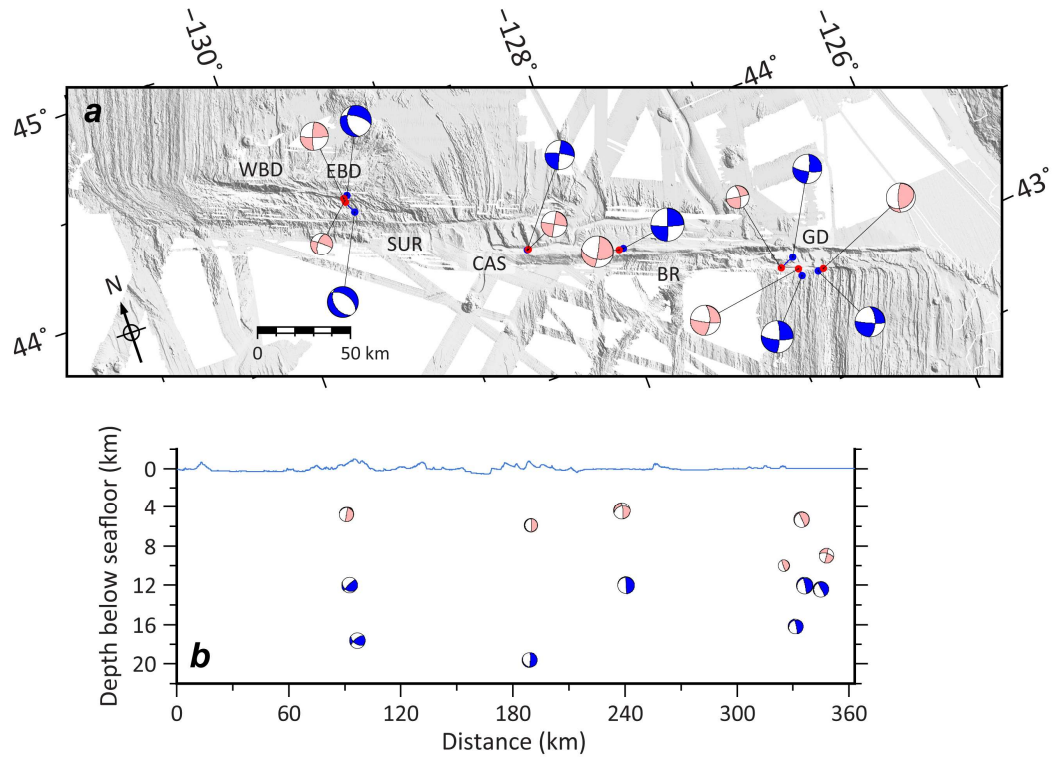 −130° −128° −126°
−44°
45° a
WBD EBD
−43°
GD
SUR
CAS BR
N
44°
0 50 km
Depth below seafloor (km)
0
4
8
12
16
20
b
0 60 120 180 240 300 360
Distance (km)